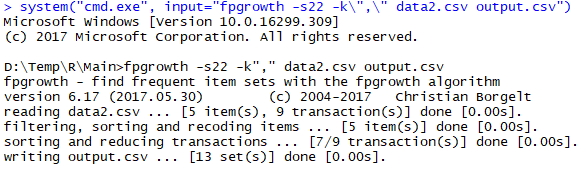 > system("cmd.exe", input="fpgrowth -s22 -k\",\" data2.csv output.csv")
Microsoft Windows [Version 10.0.16299.309]
(c) 2017 Microsoft Corporation. All rights reserved.
D:\Temp\R\Main>fpgrowth -s22 -k"," data2.csv output.csv
fpgrowth - find frequent item sets with the fpgrowth algorithm
version 6.17 (2017.05.30)        (c) 2004-2017   Christian Borgelt
reading data2.csv ... [5 item(s), 9 transaction(s)] done [0.00s].
filtering, sorting and recoding items ... [5 item(s)] done [0.00s].
sorting and reducing transactions ... [7/9 transaction(s)] done [0.00s].
writing output.csv ... [13 set(s)] done [0.00s].